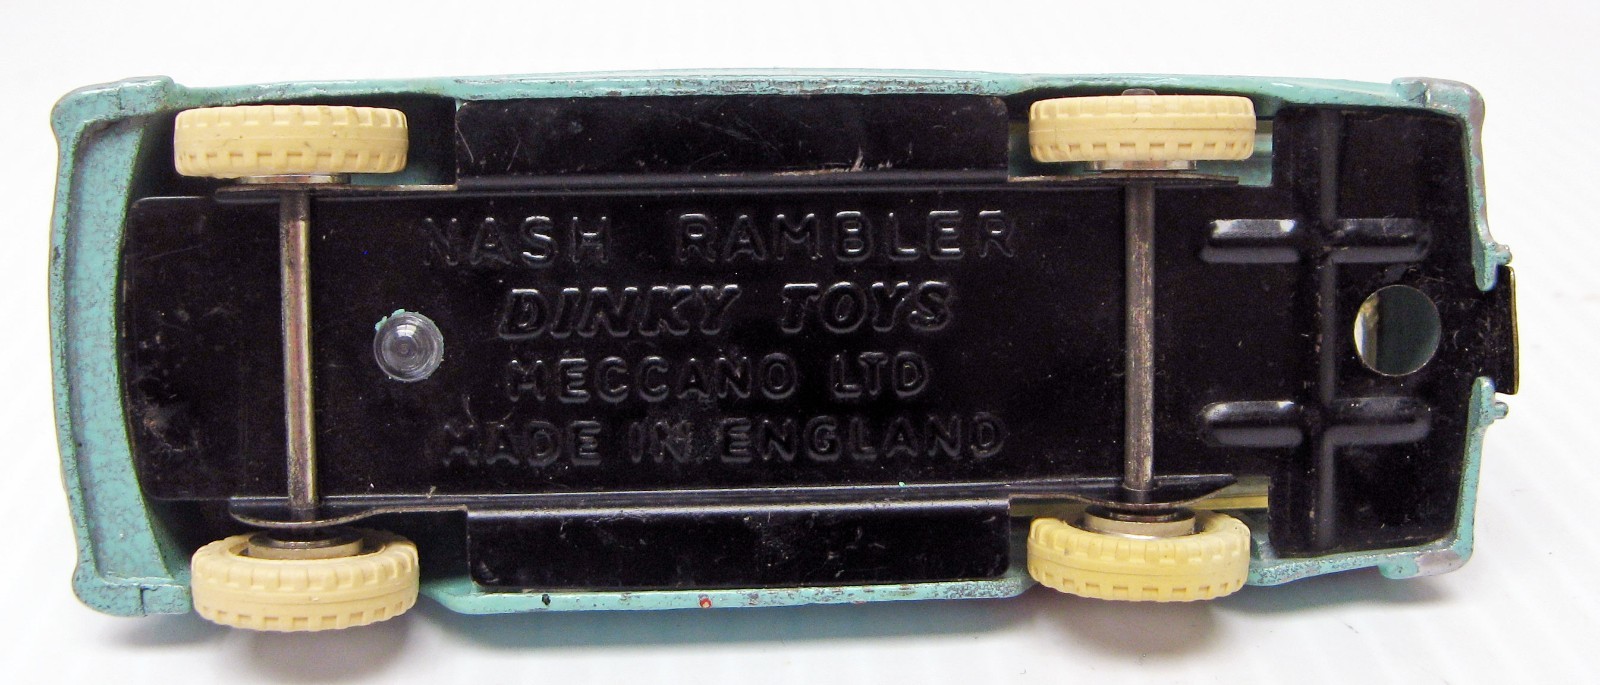 NASH RAMBLER
DINKY TOYS
MECCANO LTD
MADE IN ENGLAND